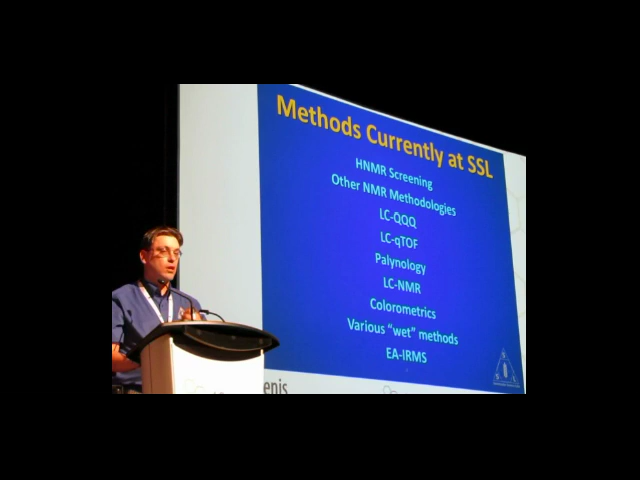 Methods Currently at SSL
HNMR Screening
Other NMR Methodologies
LC-QQQ
LC-qTOF
Palynology
LC-NMR
Colorometrics
Various "wet" methods
EA-IRMS
enis